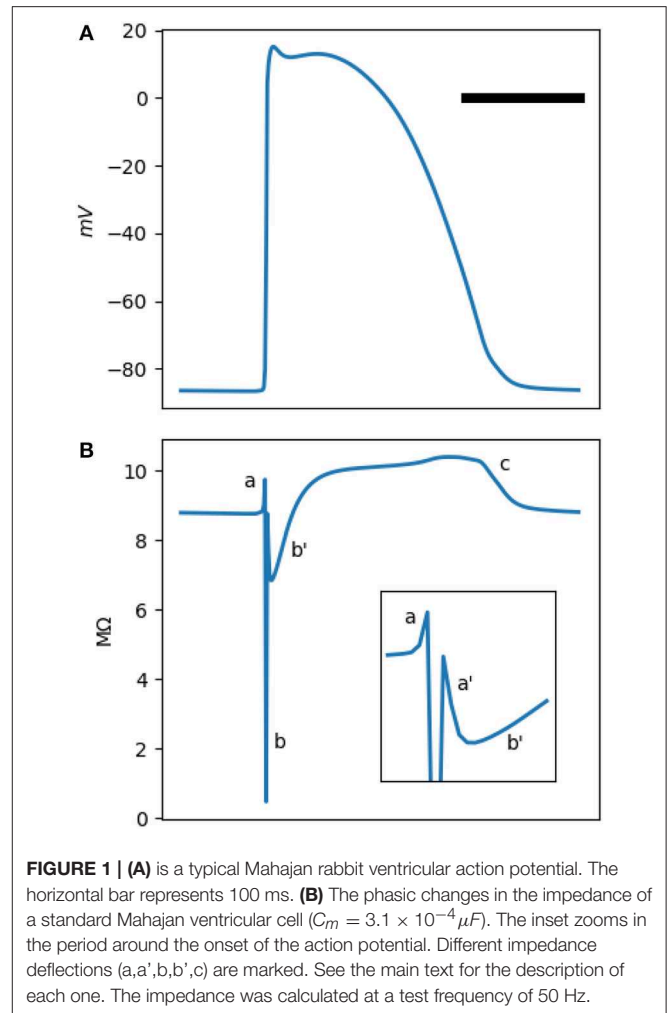 A
20
0
−20
−40
−60
−80
mV
B
10
8
6
4
2
0
MΩ
a
b'
c
b
a
a'
b'
FIGURE 1 | (A) is a typical Mahajan rabbit ventricular action potential. The
horizontal bar represents 100 ms. (B) The phasic changes in the impedance of
a standard Mahajan ventricular cell (Cm = 3.1 × 10−4 μF). The inset zooms in
the period around the onset of the action potential. Different impedance
deflections (a,a',b,b',c) are marked. See the main text for the description of
each one. The impedance was calculated at a test frequency of 50 Hz.